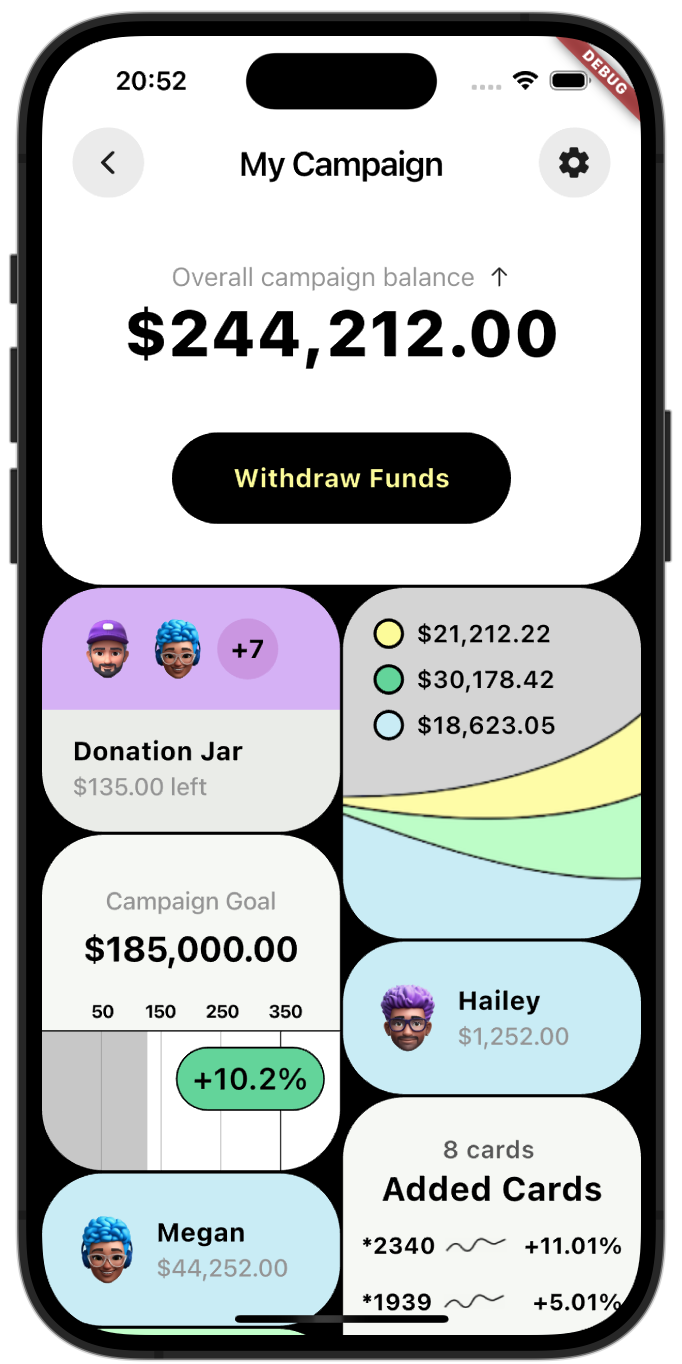 20:52
DEBUG
My Campaign
Overall campaign balance ↑
$244,212.00
Withdraw Funds
+7
Donation Jar
$135.00 left
$21,212.22
$30,178.42
$18,623.05
Campaign Goal
$185,000.00
50 150 250 350
+10.2%
Hailey
$1,252.00
Megan
$44,252.00
8 cards
Added Cards
*2340 +11.01%
*1939 +5.01%